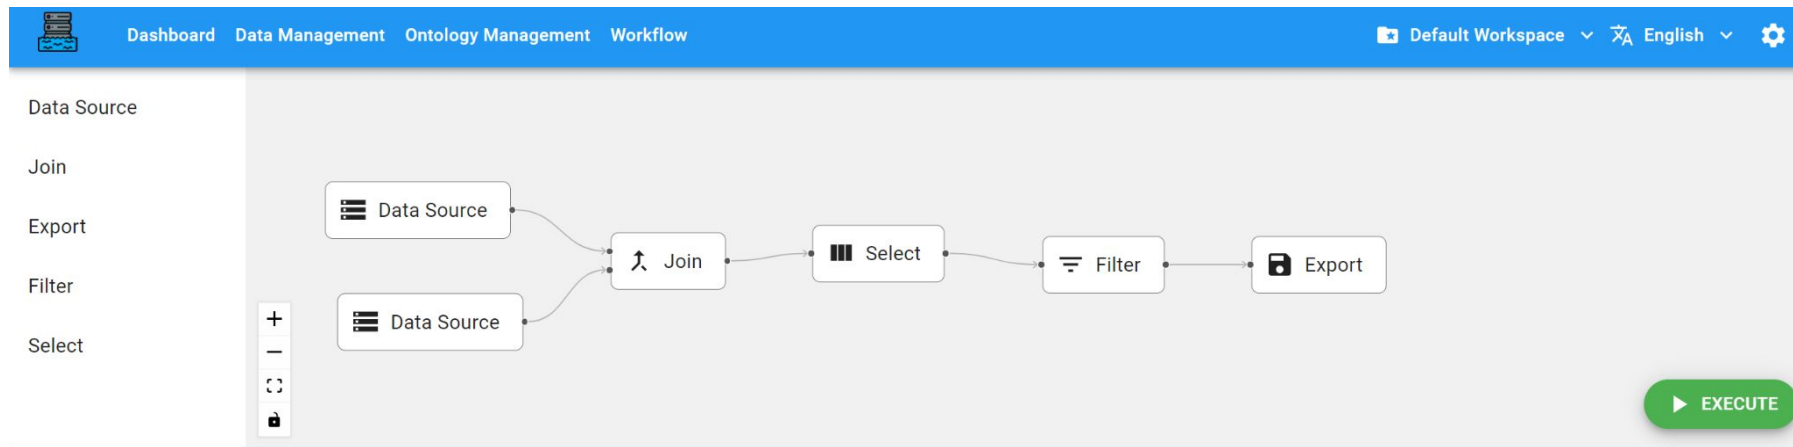 Dashboard Data Management Ontology Management Workflow Default Workspace English
Data Source
Join
Export
Filter
Select
Data Source
Data Source
Join
Select
Filter
Export
EXECUTE